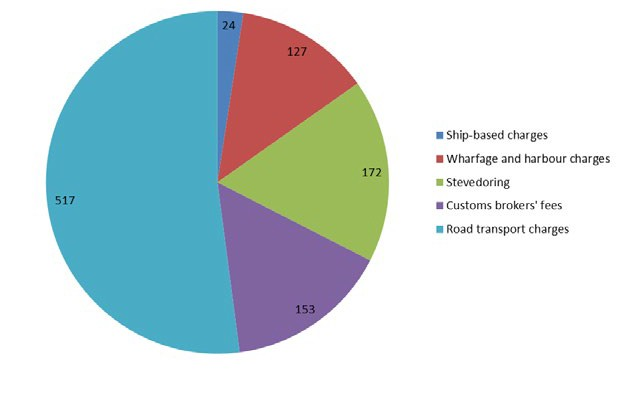 24
127
172
153
517
Ship-based charges
Wharfage and harbour charges
Stevedoring
Customs brokers' fees
Road transport charges